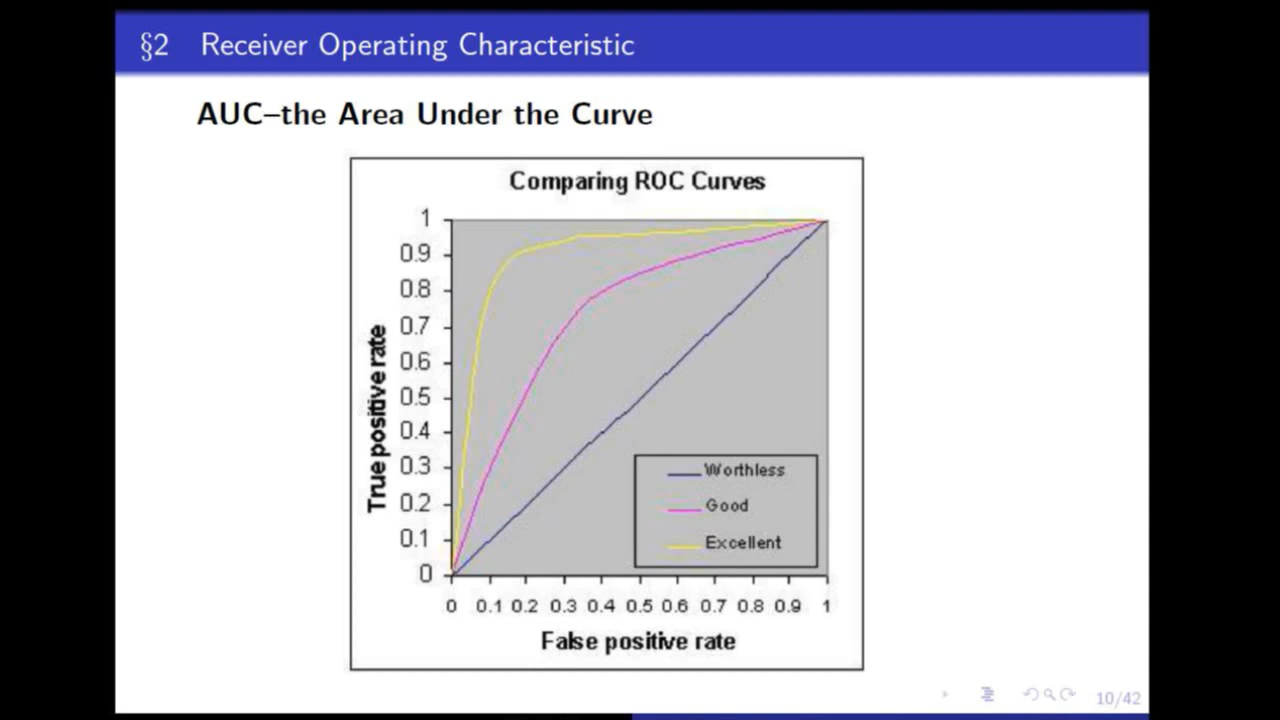 §2 Receiver Operating Characteristic
AUC–the Area Under the Curve
Comparing ROC Curves
True positive rate
1
0.9
0.8
0.7
0.6
0.5
0.4
0.3
0.2
0.1
0
Worthless
Good
Excellent
0 0.1 0.2 0.3 0.4 0.5 0.6 0.7 0.8 0.9 1
False positive rate
10/42